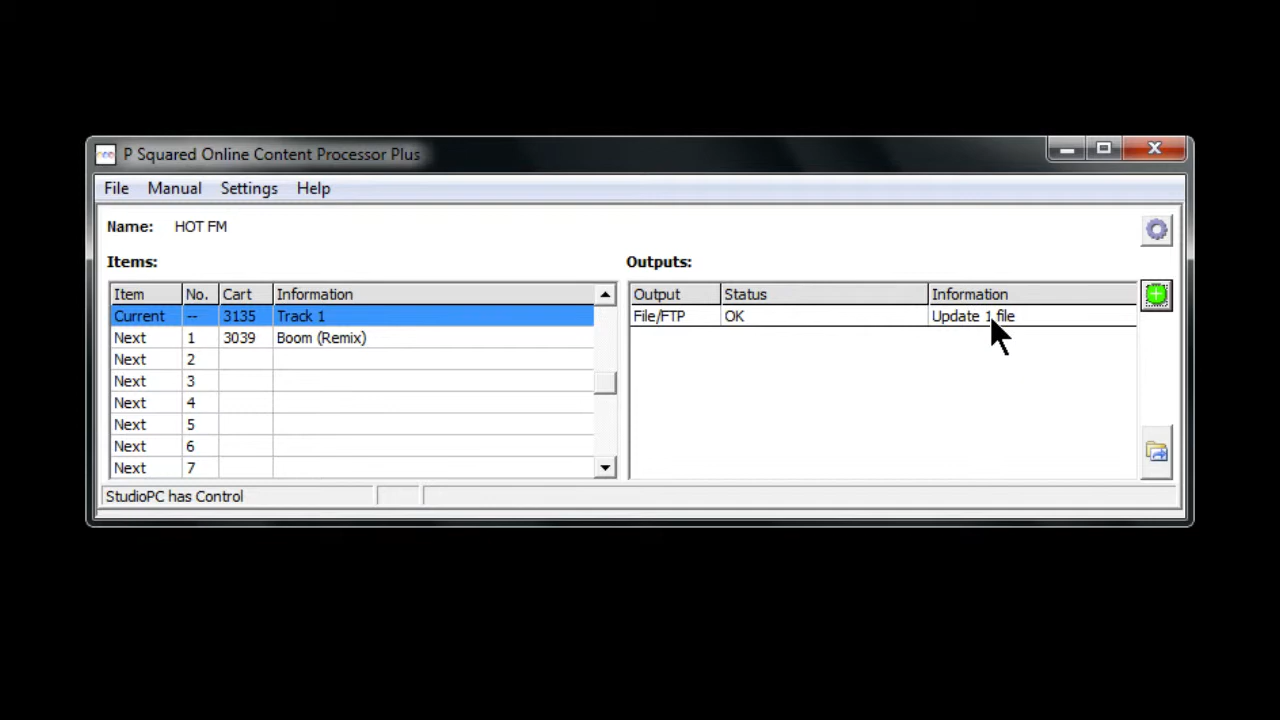 P Squared Online Content Processor Plus
File Manual Settings Help
Name: HOT FM
Items:
Item No. Cart Information
Current -- 3135 Track 1
Next 1 3039 Boom (Remix)
Next 2
Next 3
Next 4
Next 5
Next 6
Next 7
Outputs:
Output Status Information
File/FTP OK Update 1 file
StudioPC has Control